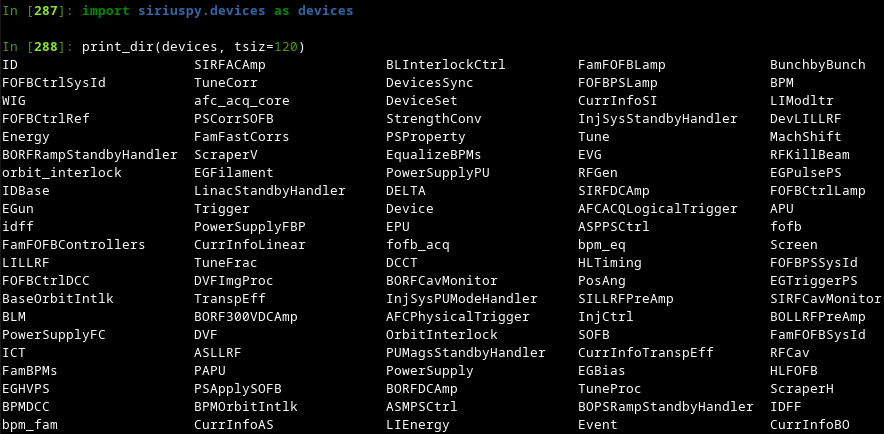 In [287]: import siriuspy.devices as devices
In [288]: print_dir(devices, tsiz=120)
ID SIRFACAmp BLInterlockCtrl FamFOFBLamp BunchbyBunch
FOFBCtrlSysId TuneCorr DevicesSync FOFBPSLamp BPM
WIG afc_acq_core DeviceSet CurrInfoSI LIModltr
FOFBCtrlRef PSCorrSOFB StrengthConv InjSysStandbyHandler DevLILLRF
Energy FamFastCorrs PSProperty Tune MachShift
BORFRampStandbyHandler ScraperV EqualizeBPMs EVG RFKillBeam
orbit_interlock EGFilament PowerSupplyPU RFGen EGPulsePS
IDBase LinacStandbyHandler DELTA SIRFDCAmp FOFBCtrlLamp
EGun Trigger Device AFCACQLogicalTrigger APU
idff PowerSupplyFBP EPU ASPPSCtrl fofb
FamFOFBControllers CurrInfoLinear fofb_acq bpm_eq Screen
LILLRF TuneFrac DCCT HLTiming FOFBPSSysId
FOFBCtrlDCC DVFImgProc BORFCavMonitor PosAng EGTriggerPS
BaseOrbitIntlk TranspEff InjSysPUModeHandler SILLRFPreAmp SIRFCavMonitor
BLM BORF300VDCAmp AFCPhysicalTrigger InjCtrl BOLLRFPreAmp
PowerSupplyFC DVF OrbitInterlock SOFB FamFOFBSysId
ICT ASLLRF PUMagsStandbyHandler CurrInfoTranspEff RFCav
FamBPMs PAPU PowerSupply EGBias HLFOFB
EGHVPS PSApplySOFB BORFDCAmp TuneProc ScraperH
BPMDCC BPMOrbitIntlk ASMPSCtrl BOPSRampStandbyHandler IDFF
bpm_fam CurrInfoAS LIEnergy Event CurrInfoBO